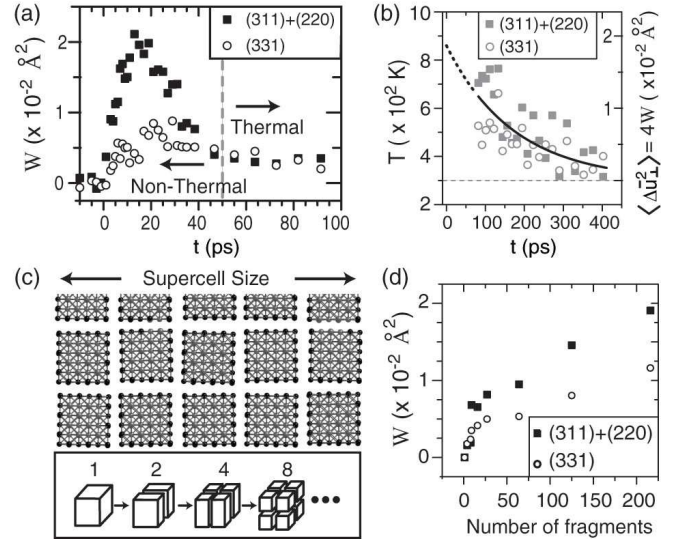 (a)
W (x 10⁻² Å²)
2
1
0
(311)+(220)
(331)
Thermal
Non-Thermal
0 20 40 60 80 100
t (ps)
(b)
T ( x 10² K)
10
8
6
4
2
(311)+(220)
(331)
0 100 200 300 400
t (ps)
2
1
0
⟨Δū²⊥⟩ = 4W (x10⁻² Å²)
(c)
Supercell Size
1 2 4 8
(d)
W (x 10⁻² Å²)
2
1
0
(311)+(220)
(331)
0 50 100 150 200
Number of fragments